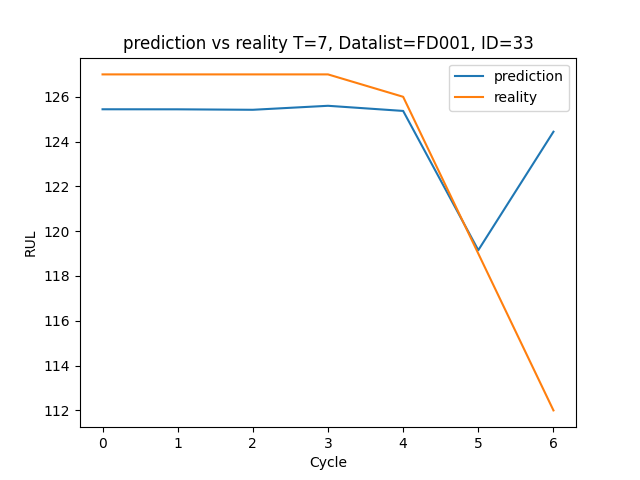 prediction vs reality T=7, Datalist=FD001, ID=33
prediction
reality
126
124
122
120
118
116
114
112
RUL
0 1 2 3 4 5 6
Cycle